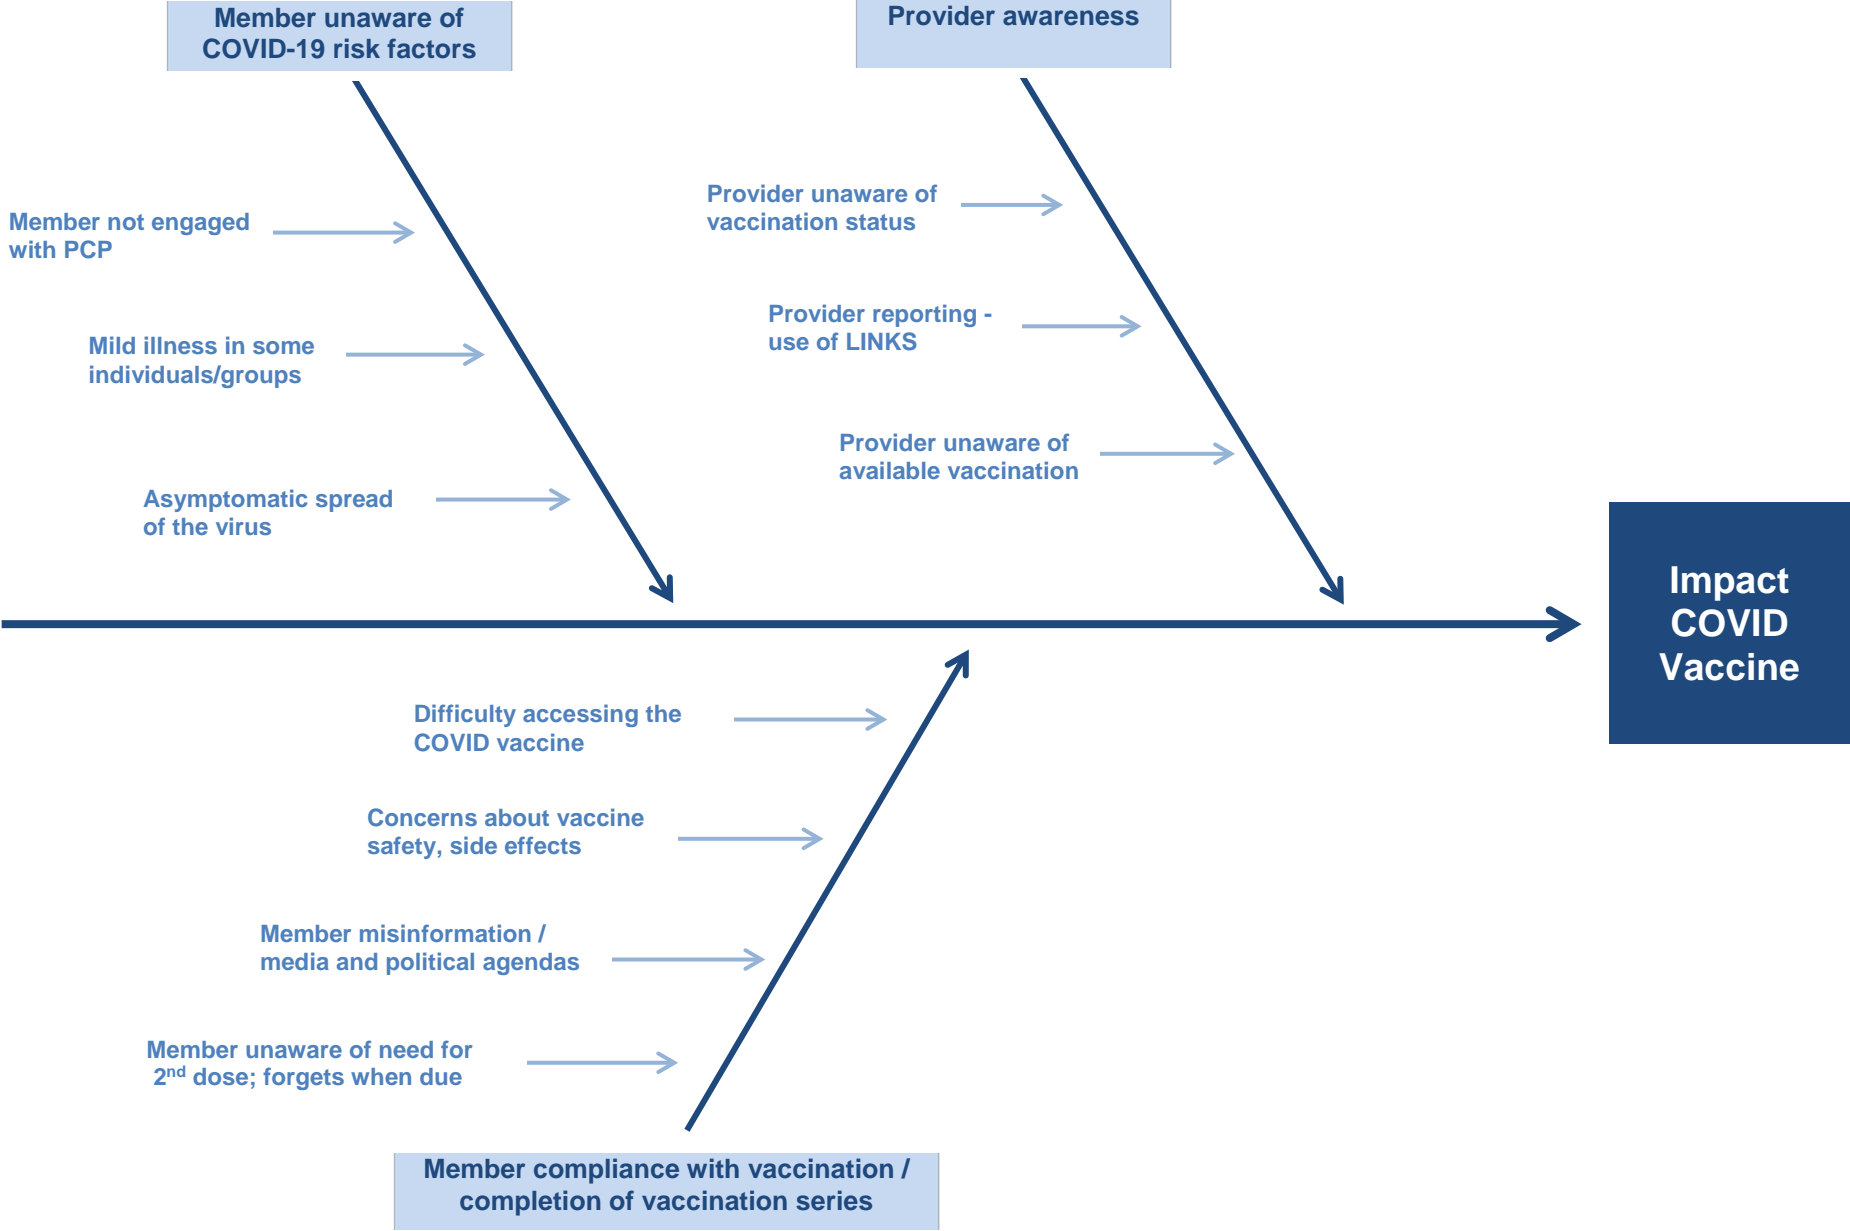 Member unaware of
COVID-19 risk factors
Provider awareness
Member not engaged
with PCP
Mild illness in some
individuals/groups
Asymptomatic spread
of the virus
Provider unaware of
vaccination status
Provider reporting -
use of LINKS
Provider unaware of
available vaccination
Impact
COVID
Vaccine
Difficulty accessing the
COVID vaccine
Concerns about vaccine
safety, side effects
Member misinformation /
media and political agendas
Member unaware of need for
2nd dose; forgets when due
Member compliance with vaccination /
completion of vaccination series